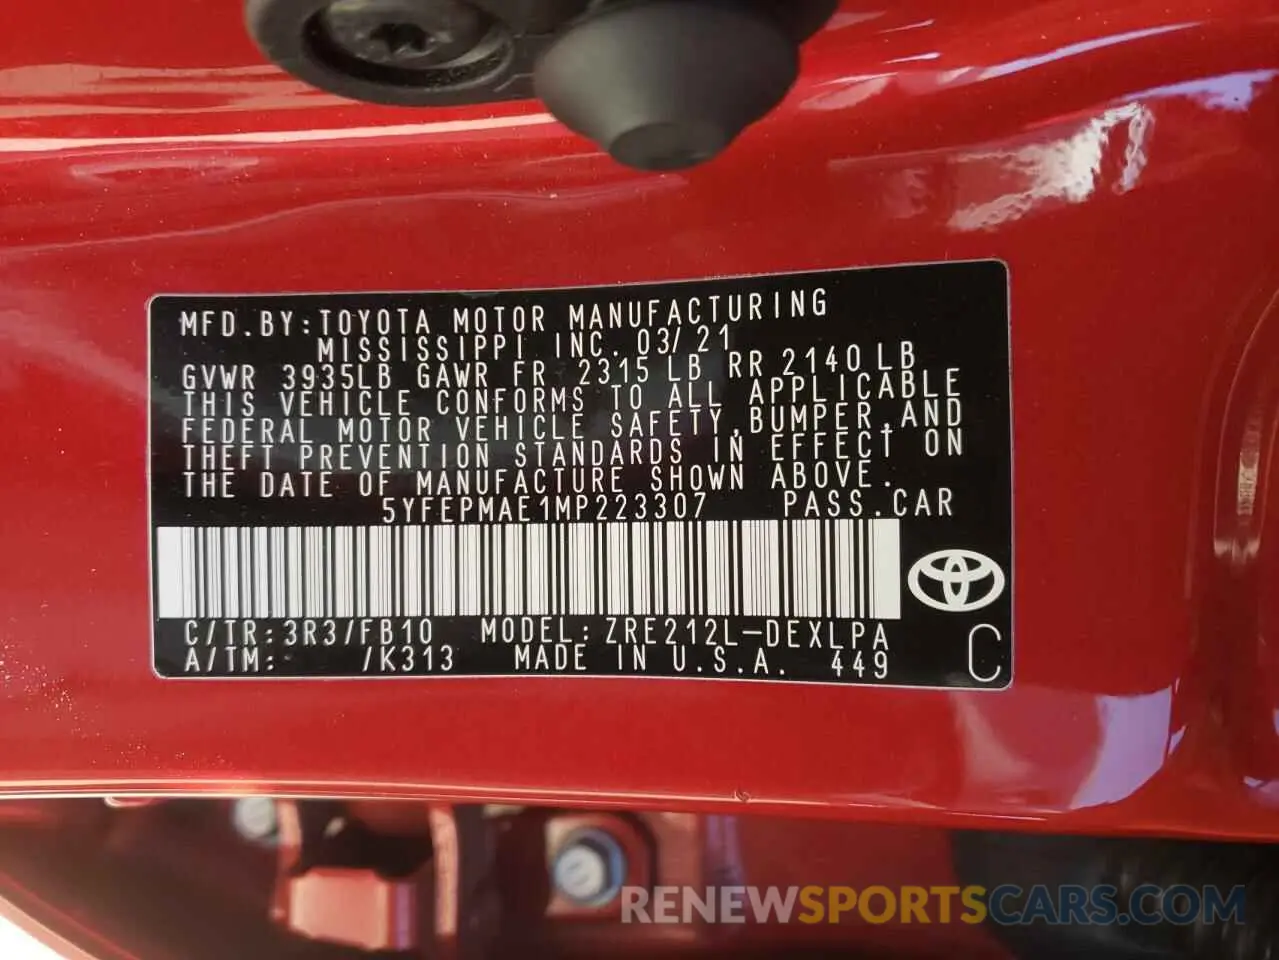 MFD.BY:TOYOTA MOTOR MANUFACTURING
MISSISSIPPI INC. 03/21
GVWR 3935LB GAWR FR 2315 LB RR 2140 LB
THIS VEHICLE CONFORMS TO ALL APPLICABLE
FEDERAL MOTOR VEHICLE SAFETY,BUMPER,AND
THEFT PREVENTION STANDARDS IN EFFECT ON
THE DATE OF MANUFACTURE SHOWN ABOVE.
5YFEPMAE1MP223307 PASS.CAR
C/TR:3R3/FB10 MODEL:ZRE212L-DEXLPA
A/TM:- /K313 MADE IN U.S.A. 449
C
RENEWSPORTSCARS.COM